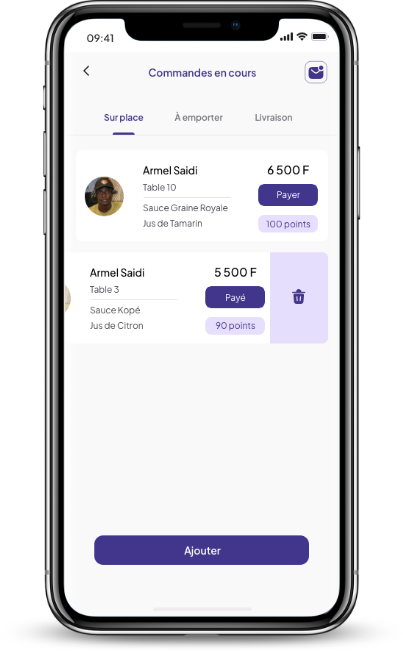 09:41
Commandes en cours
Sur place
À emporter
Livraison
Armel Saidi
6 500 F
Table 10
Payer
Sauce Graine Royale
Jus de Tamarin
100 points
Armel Saidi
5 500 F
Table 3
Payé
Sauce Kopé
Jus de Citron
90 points
Ajouter